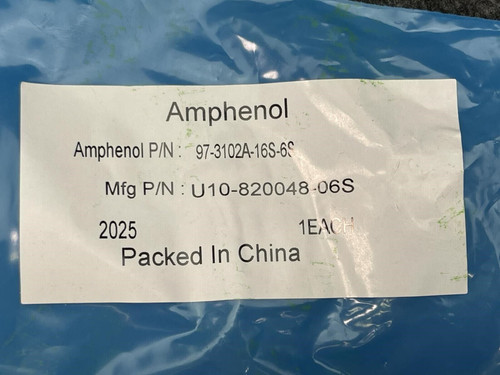 Amphenol
Amphenol P/N : 97-3102A-16S-6S
Mfg P/N : U10-820048-06S
2025 1EACH
Packed In China